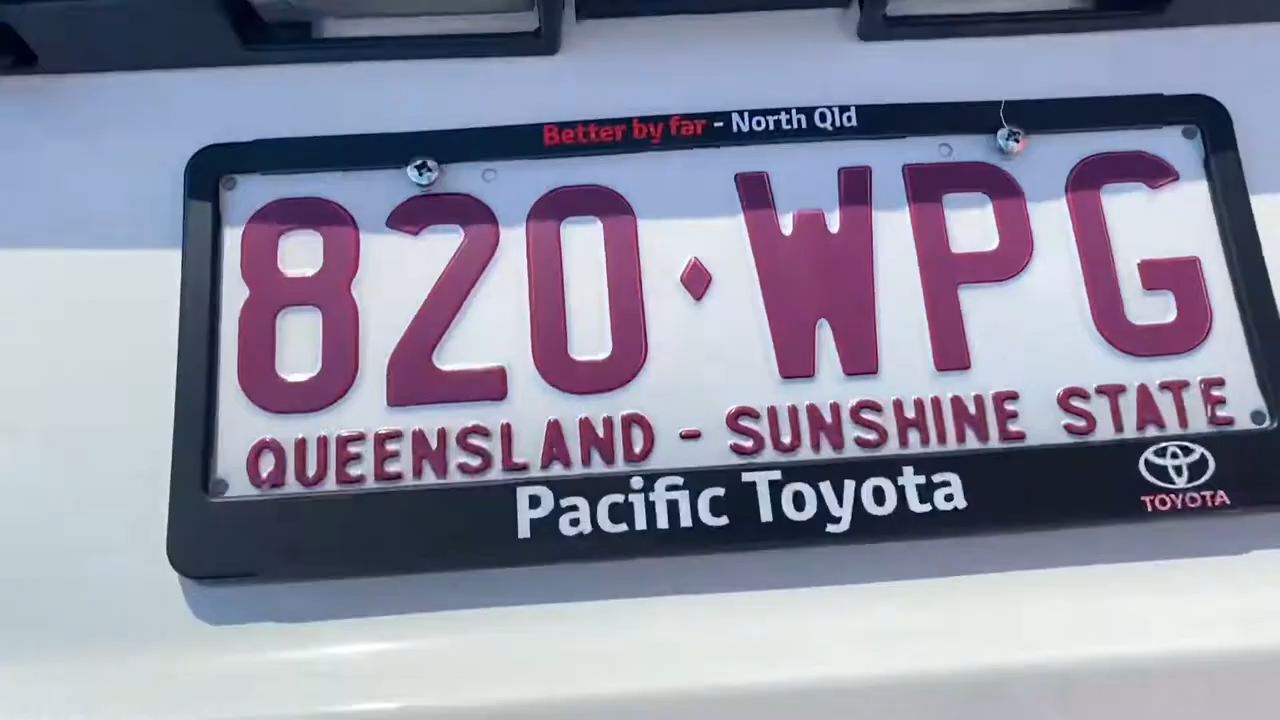 Better by far - North Qld
820·WPG
QUEENSLAND - SUNSHINE STATE
Pacific Toyota
TOYOTA